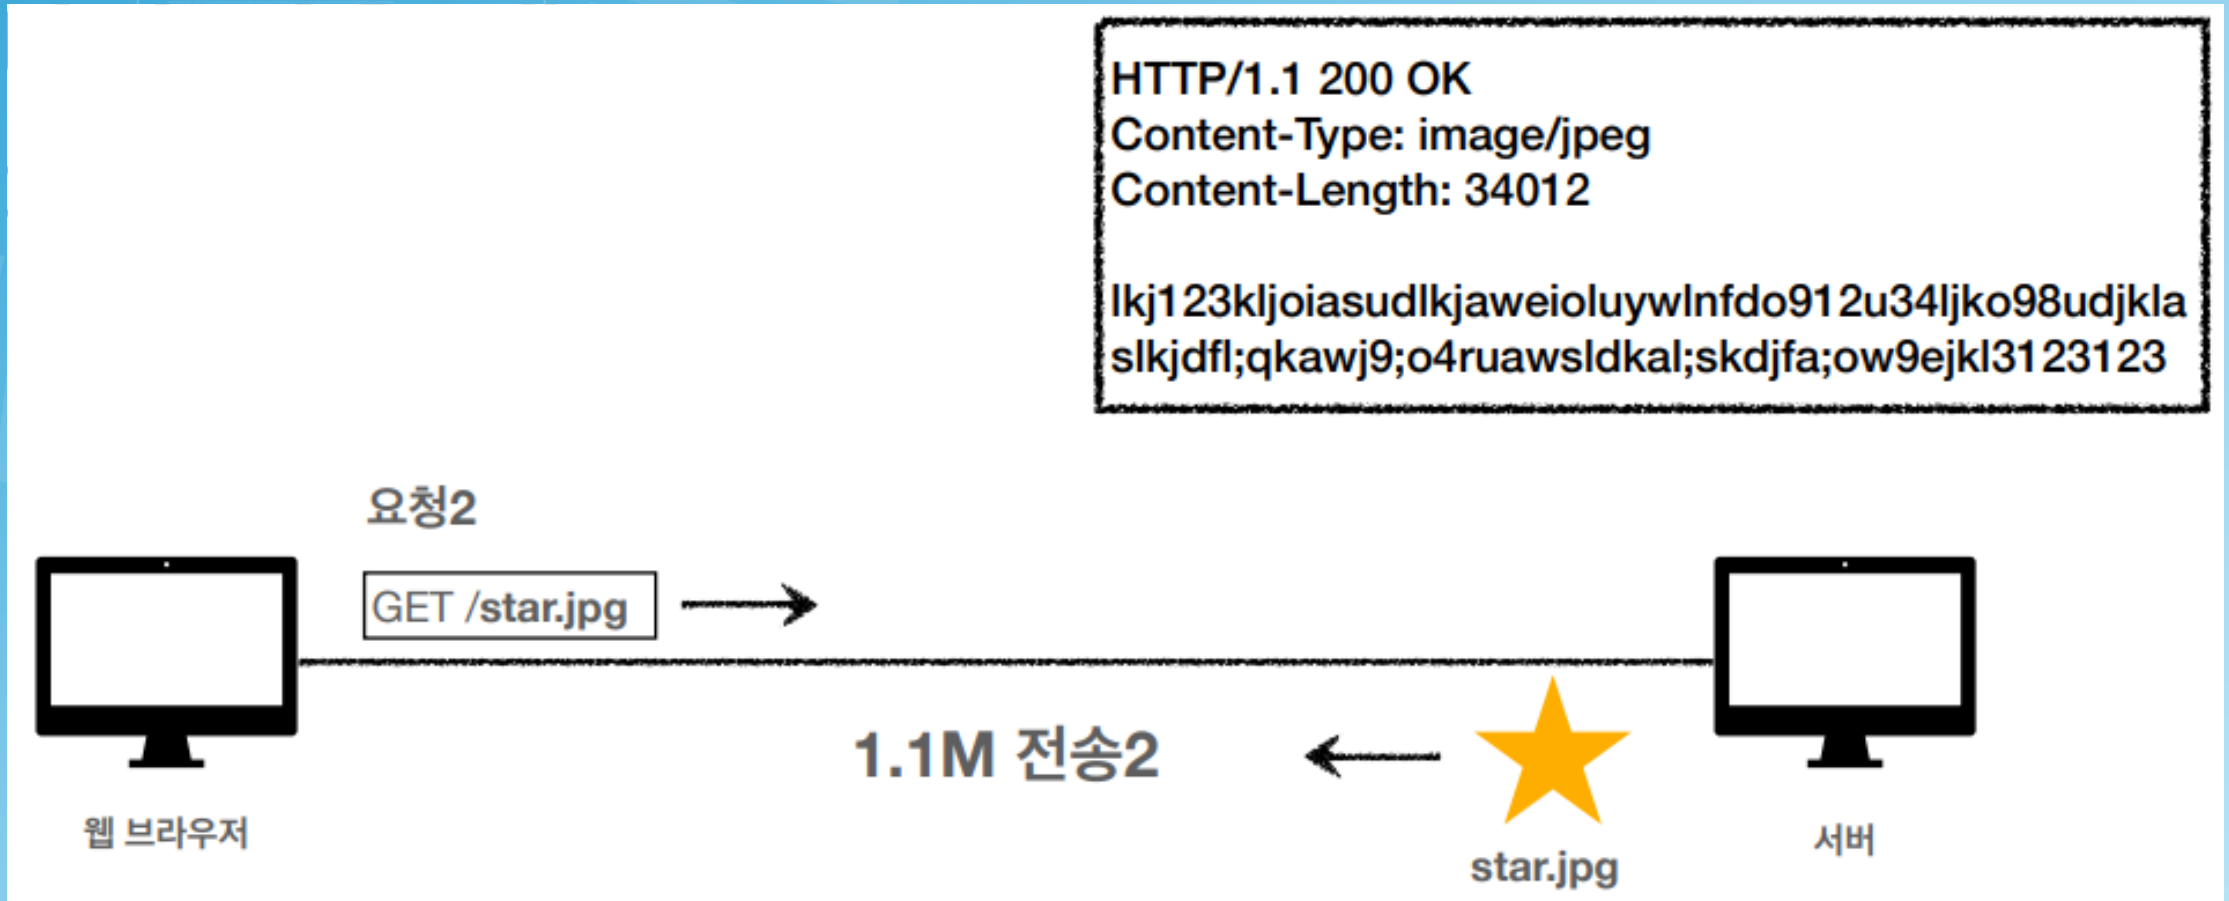 HTTP/1.1 200 OK
Content-Type: image/jpeg
Content-Length: 34012
lkj123kljoiasudlkjaweioluywlnfdo912u34ljko98udjkla
slkjdfl;qkawj9;o4ruawsldkal;skdjfa;ow9ejkl3123123
요청2
GET /star.jpg
1.1M 전송2
웹 브라우저
star.jpg
서버